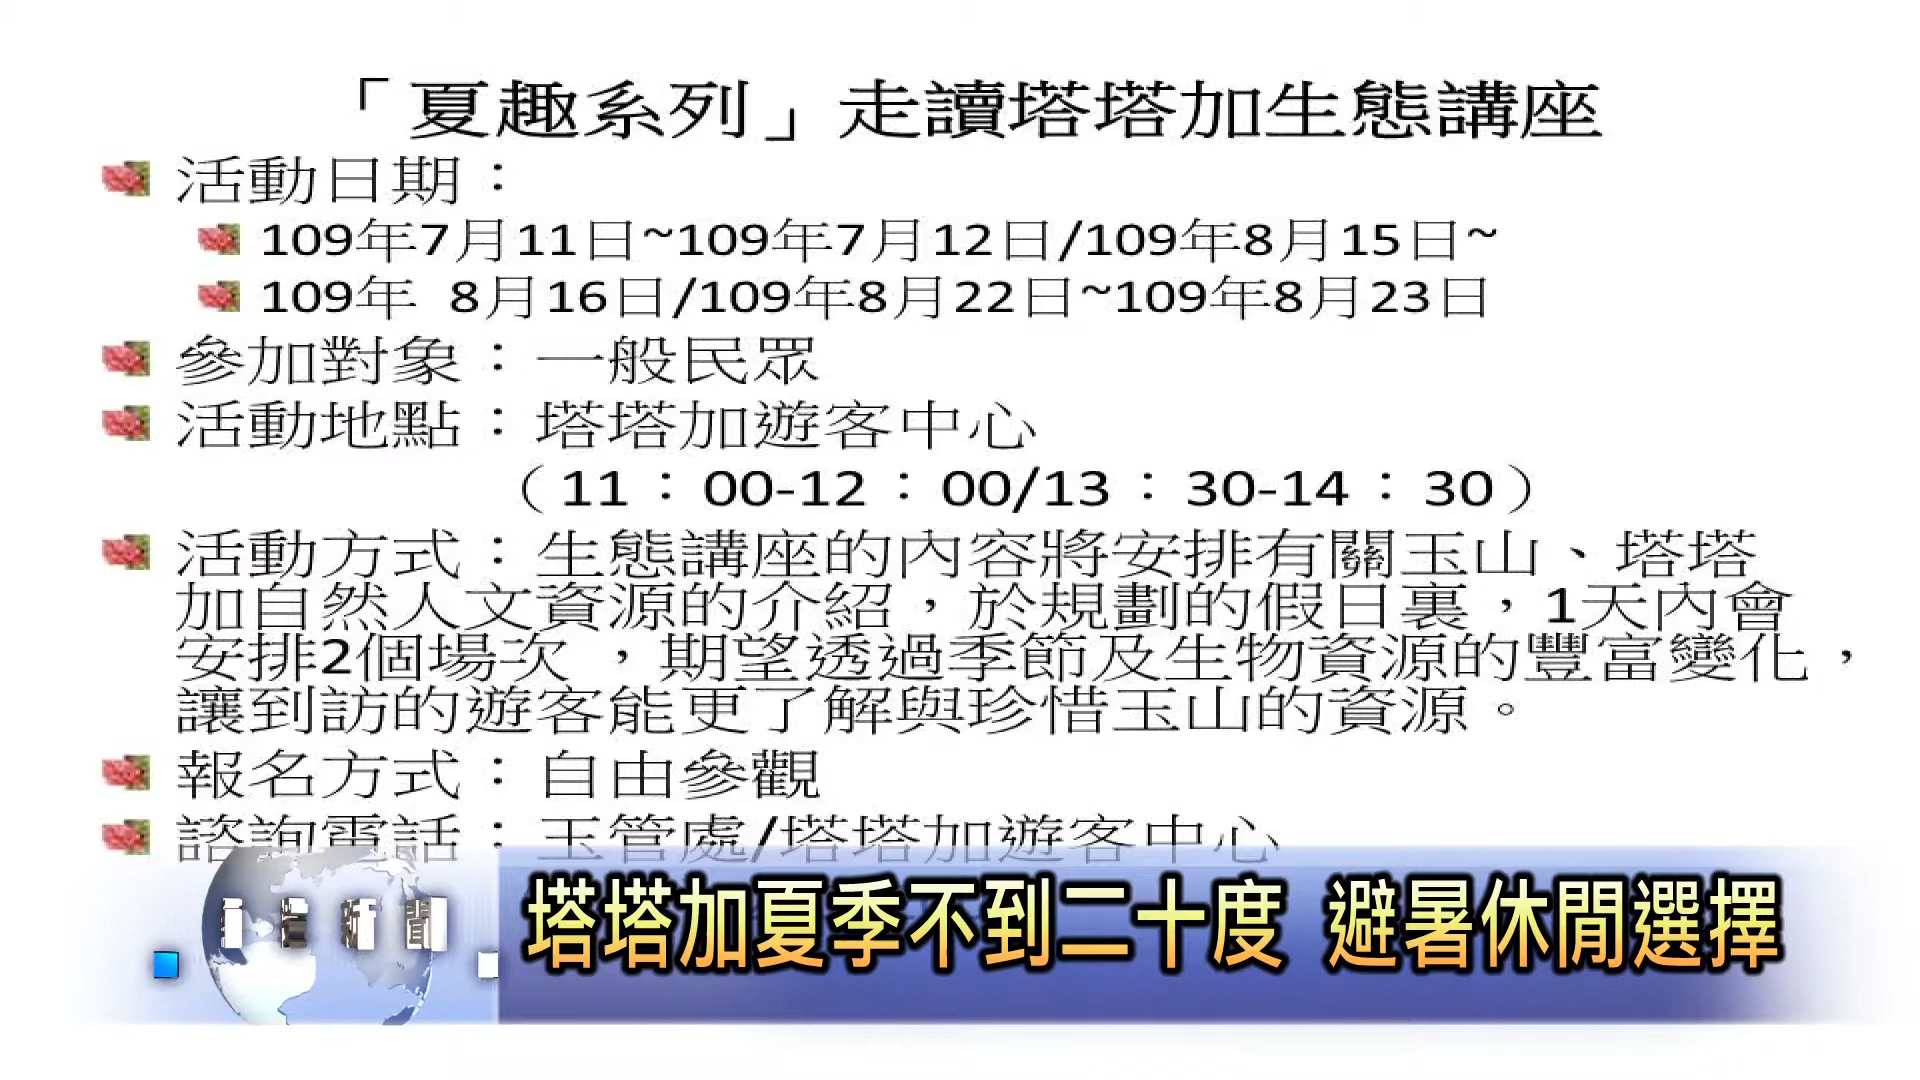 「夏趣系列」走讀塔塔加生態講座
活動日期：
109年7月11日~109年7月12日/109年8月15日~
109年 8月16日/109年8月22日~109年8月23日
參加對象：一般民眾
活動地點：塔塔加遊客中心
（11：00-12：00/13：30-14：30）
活動方式：生態講座的內容將安排有關玉山、塔塔
加自然人文資源的介紹，於規劃的假日裏，1天內會
安排2個場次 ，期望透過季節及生物資源的豐富變化，
讓到訪的遊客能更了解與珍惜玉山的資源。
報名方式：自由參觀
諮詢電話：玉管處/塔塔加遊客中心
塔塔加夏季不到二十度 避暑休閒選擇